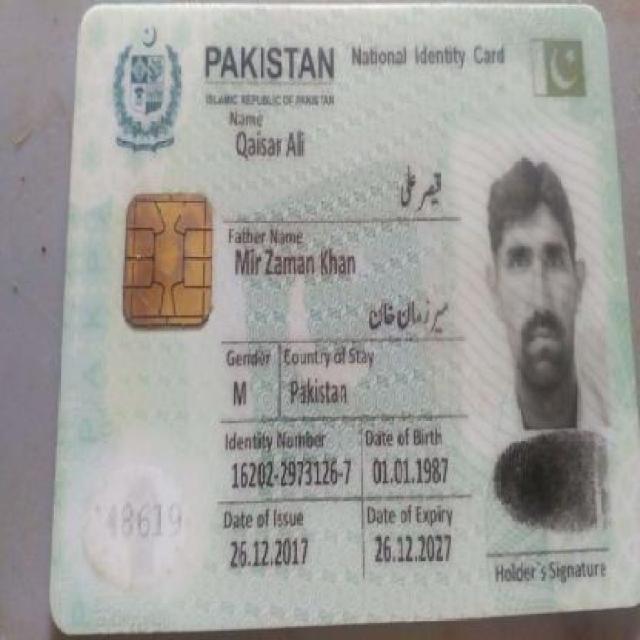 PAKISTAN National Identity Card
ISLAMIC REPUBLIC OF PAKISTAN
Name
Qaisar Ali
قیصر علی
Father Name
Mir Zaman Khan
میر زمان خان
Gender Country of Stay
M Pakistan
Identity Number Date of Birth
16202-2973126-7 01.01.1987
Date of Issue Date of Expiry
26.12.2017 26.12.2027
Holder's Signature
48619